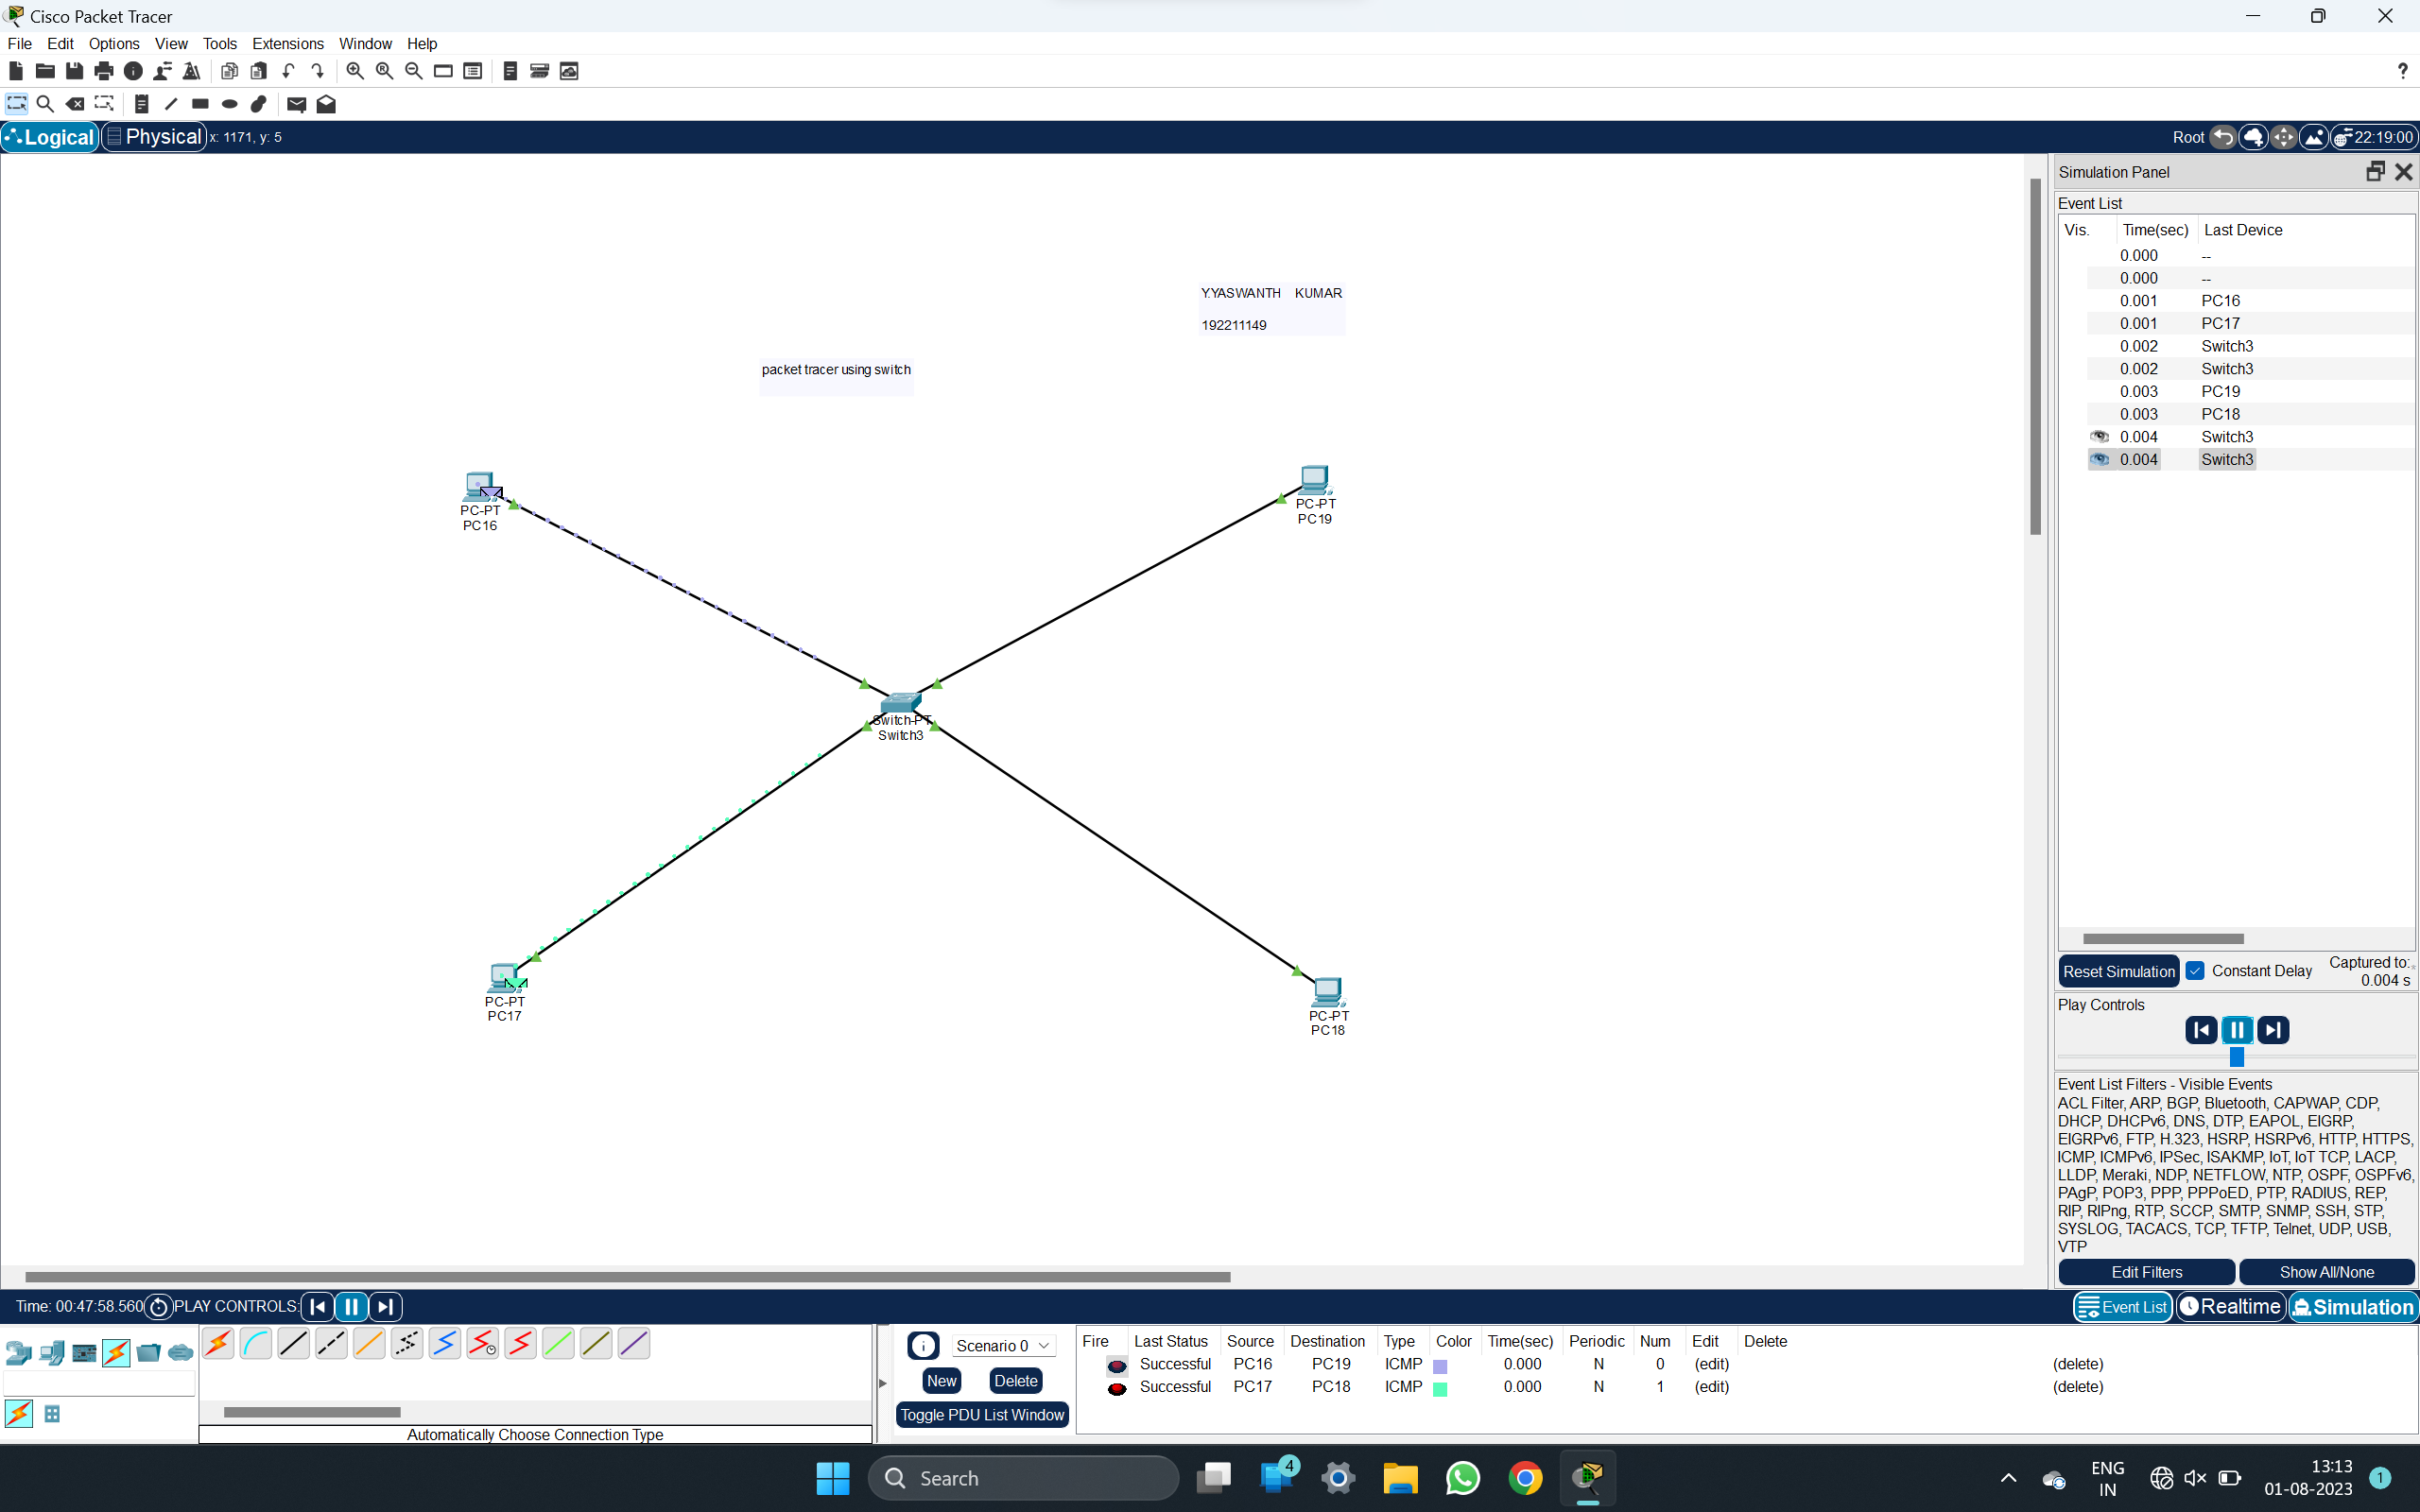 Cisco Packet Tracer
File Edit Options View Tools Extensions Window Help
?
Logical Physical x: 1171, y: 5 Root 22:19:00
Simulation Panel
Event List
Vis. Time(sec) Last Device
0.000 --
0.000 --
0.001 PC16
0.001 PC17
0.002 Switch3
0.002 Switch3
0.003 PC19
0.003 PC18
0.004 Switch3
0.004 Switch3
Y.YASWANTH KUMAR
192211149
packet tracer using switch
PC-PT
PC16
PC-PT
PC19
Switch-PT
Switch3
PC-PT
PC17
PC-PT
PC18
Reset Simulation Constant Delay Captured to:
0.004 s
Play Controls
Event List Filters - Visible Events
ACL Filter, ARP, BGP, Bluetooth, CAPWAP, CDP,
DHCP, DHCPv6, DNS, DTP, EAPOL, EIGRP,
EIGRPv6, FTP, H.323, HSRP, HSRPv6, HTTP, HTTPS,
ICMP, ICMPv6, IPSec, ISAKMP, IoT, IoT TCP, LACP,
LLDP, Meraki, NDP, NETFLOW, NTP, OSPF, OSPFv6,
PAgP, POP3, PPP, PPPoED, PTP, RADIUS, REP,
RIP, RIPng, RTP, SCCP, SMTP, SNMP, SSH, STP,
SYSLOG, TACACS, TCP, TFTP, Telnet, UDP, USB,
VTP
Edit Filters Show All/None
Time: 00:47:58.560 PLAY CONTROLS: Event List Realtime Simulation
Scenario 0
New Delete
Toggle PDU List Window
Fire Last Status Source Destination Type Color Time(sec) Periodic Num Edit Delete
Successful PC16 PC19 ICMP 0.000 N 0 (edit) (delete)
Successful PC17 PC18 ICMP 0.000 N 1 (edit) (delete)
Automatically Choose Connection Type
Search
4
ENG
IN
13:13
01-08-2023
1